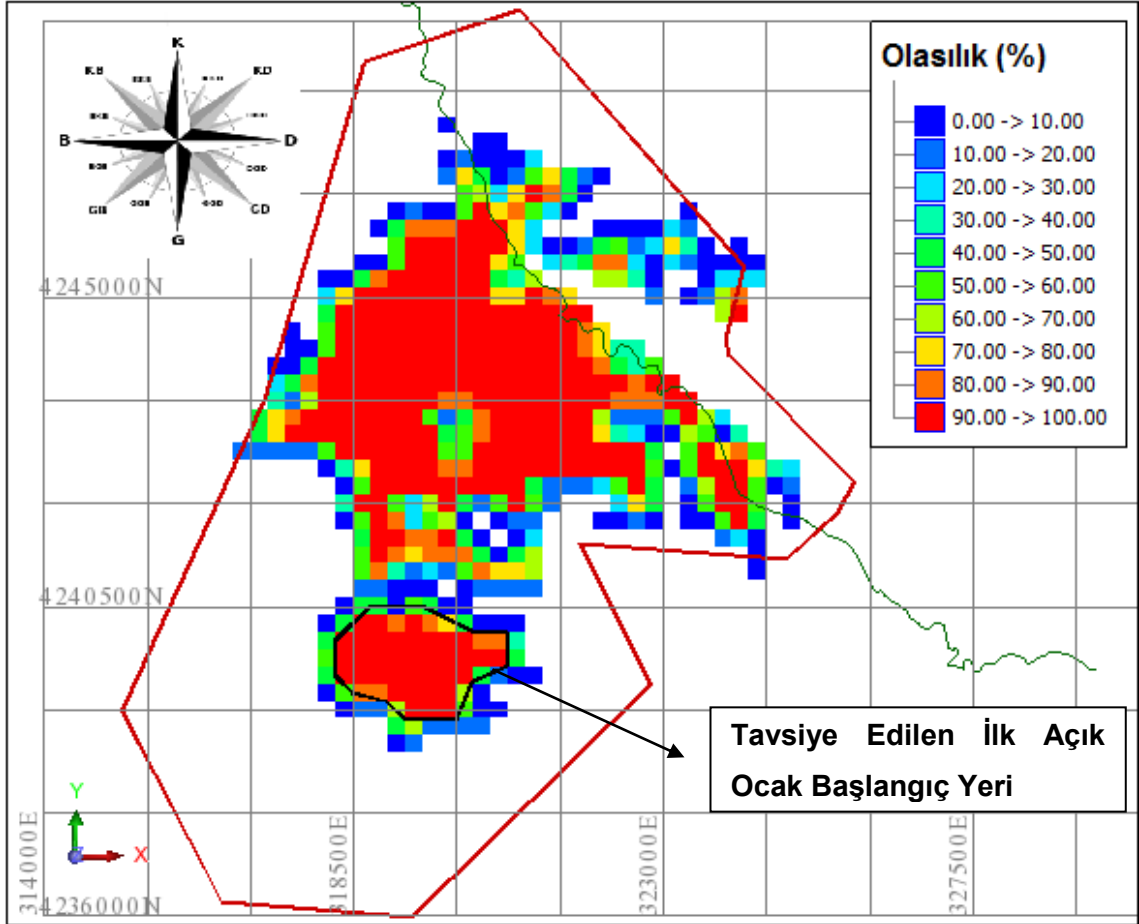 K
KB
KD
B
D
GB
GD
G
Olasılık (%)
0.00 -> 10.00
10.00 -> 20.00
20.00 -> 30.00
30.00 -> 40.00
40.00 -> 50.00
50.00 -> 60.00
60.00 -> 70.00
70.00 -> 80.00
80.00 -> 90.00
90.00 -> 100.00
4245000N
4240500N
4236000N
Tavsiye Edilen İlk Açık
Ocak Başlangıç Yeri
Y
X
314000E
318500E
323000E
327500E